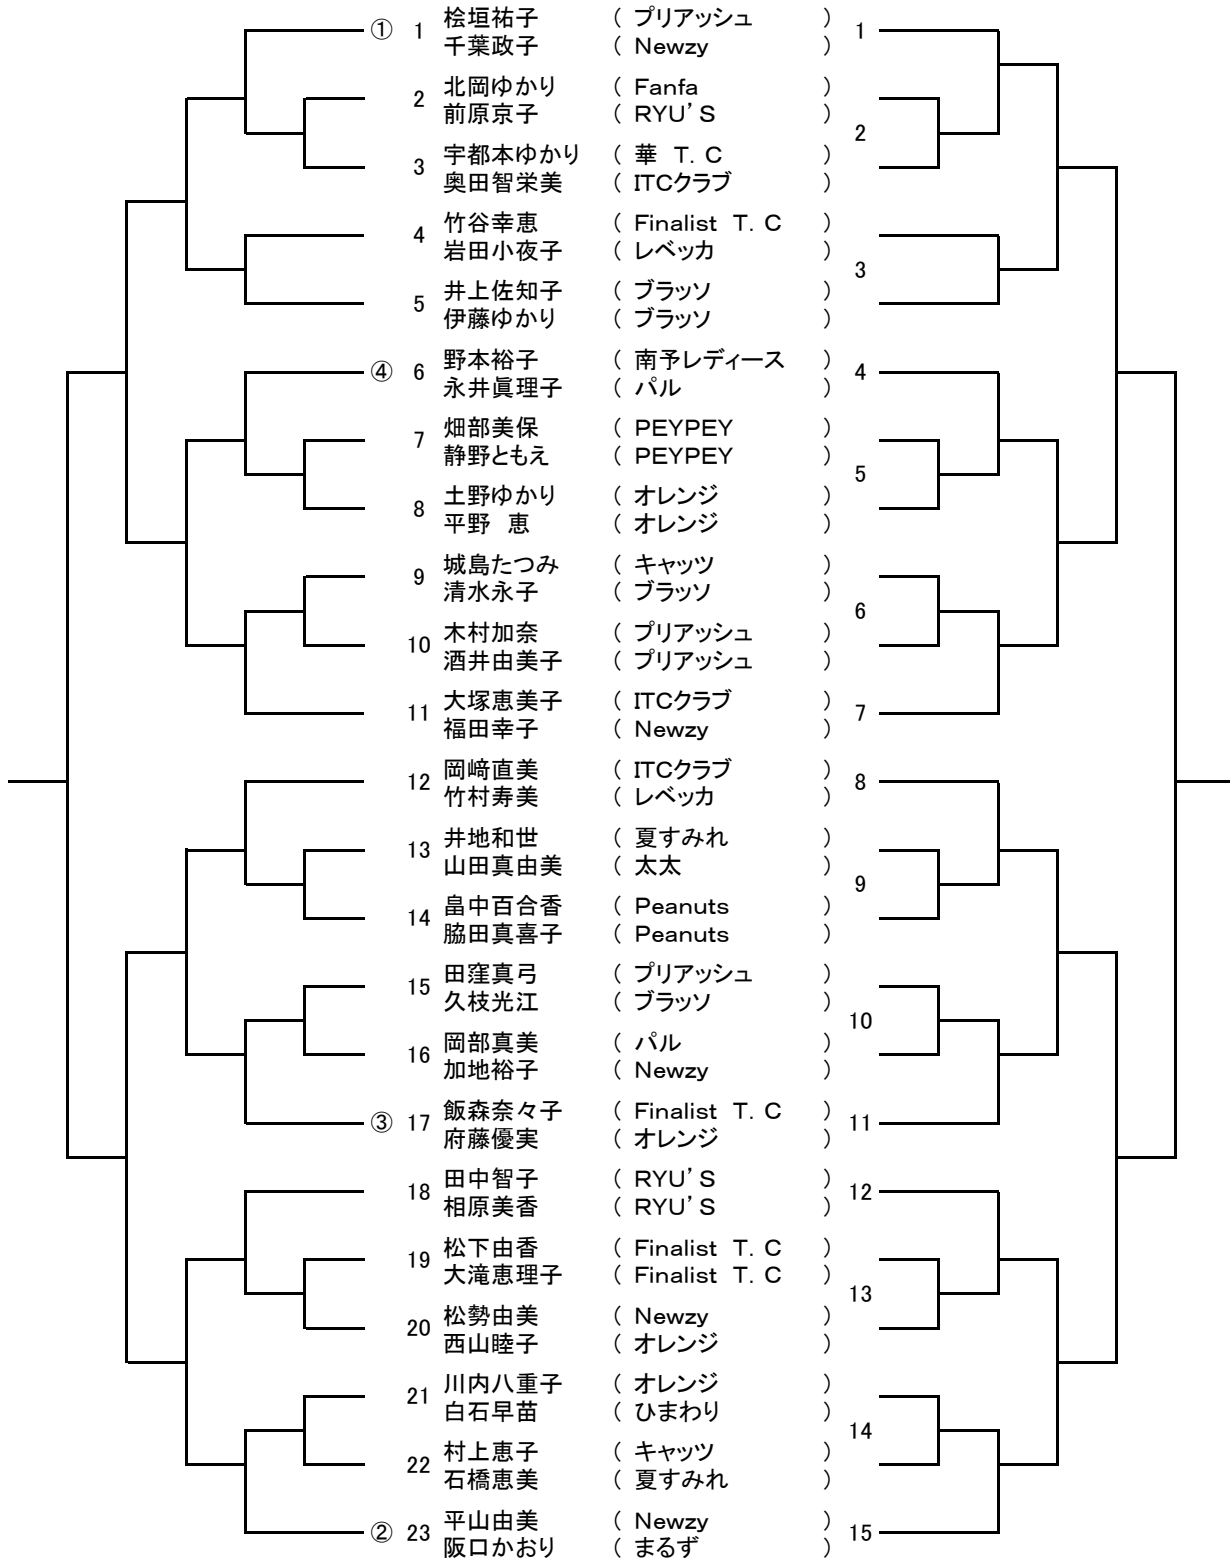 ① 1 桧垣祐子 ( プリアッシュ ) 1
千葉政子 ( Newzy )
2 北岡ゆかり ( Fanfa )
前原京子 ( RYU'S )
2
3 宇都本ゆかり ( 華 T.C )
奥田智栄美 ( ITCクラブ )
4 竹谷幸恵 ( Finalist T.C )
岩田小夜子 ( レベッカ )
3
5 井上佐知子 ( ブラッソ )
伊藤ゆかり ( ブラッソ )
④ 6 野本裕子 ( 南予レディース ) 4
永井眞理子 ( パル )
7 畑部美保 ( PEYPEY )
静野ともえ ( PEYPEY )
5
8 土野ゆかり ( オレンジ )
平野 恵 ( オレンジ )
9 城島たつみ ( キャッツ )
清水永子 ( ブラッソ )
6
10 木村加奈 ( プリアッシュ )
酒井由美子 ( プリアッシュ )
11 大塚恵美子 ( ITCクラブ ) 7
福田幸子 ( Newzy )
12 岡﨑直美 ( ITCクラブ ) 8
竹村寿美 ( レベッカ )
13 井地和世 ( 夏すみれ )
山田真由美 ( 太太 )
9
14 畠中百合香 ( Peanuts )
脇田真喜子 ( Peanuts )
15 田窪真弓 ( プリアッシュ )
久枝光江 ( ブラッソ )
10
16 岡部真美 ( パル )
加地裕子 ( Newzy )
③ 17 飯森奈々子 ( Finalist T.C ) 11
府藤優実 ( オレンジ )
18 田中智子 ( RYU'S ) 12
相原美香 ( RYU'S )
19 松下由香 ( Finalist T.C )
大滝恵理子 ( Finalist T.C )
13
20 松勢由美 ( Newzy )
西山睦子 ( オレンジ )
21 川内八重子 ( オレンジ )
白石早苗 ( ひまわり )
14
22 村上恵子 ( キャッツ )
石橋恵美 ( 夏すみれ )
② 23 平山由美 ( Newzy ) 15
阪口かおり ( まるず )